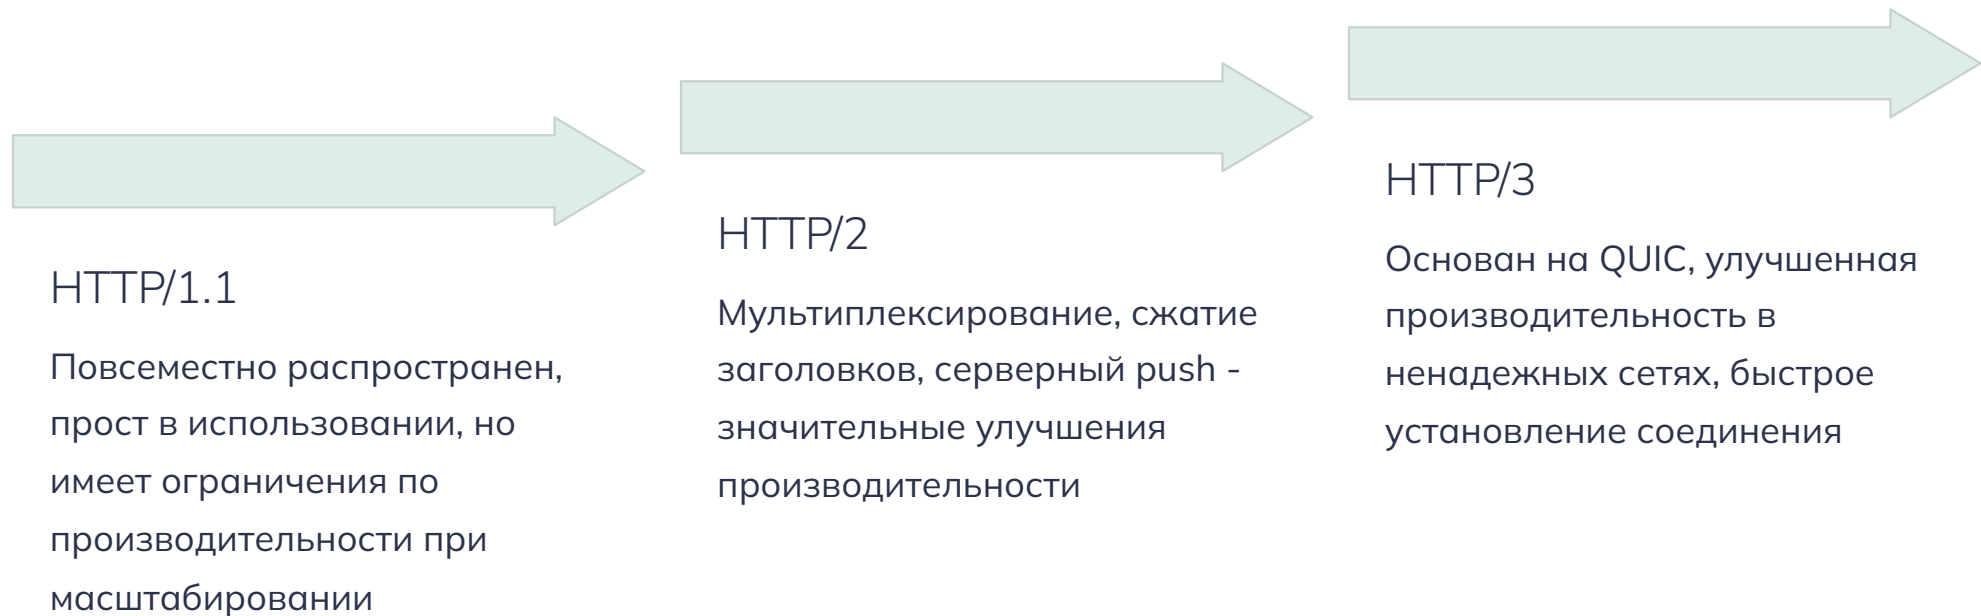 HTTP/1.1
Повсеместно распространен,
прост в использовании, но
имеет ограничения по
производительности при
масштабировании
HTTP/2
Мультиплексирование, сжатие
заголовков, серверный push -
значительные улучшения
производительности
HTTP/3
Основан на QUIC, улучшенная
производительность в
ненадежных сетях, быстрое
установление соединения